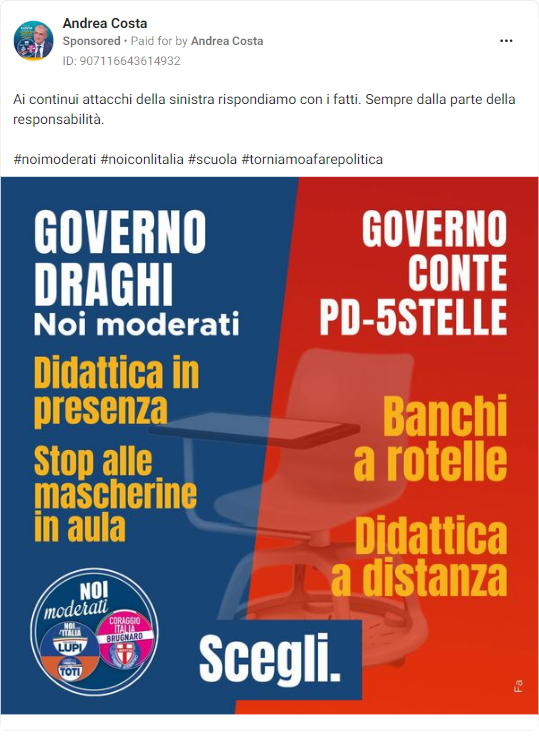 Andrea Costa
Sponsored • Paid for by Andrea Costa
ID: 907116643614932
Ai continui attacchi della sinistra rispondiamo con i fatti. Sempre dalla parte della
responsabilità.
#noimoderati #noiconlitalia #scuola #torniamoafarepolitica
GOVERNO
DRAGHI
Noi moderati
Didattica in
presenza
Stop alle
mascherine
in aula
GOVERNO
CONTE
PD-5STELLE
Banchi
a rotelle
Didattica
a distanza
NOI
moderati
NOI
L'ITALIA
LUPI
CORAGGIO
ITALIA
BRUGNARO
TOTI
Scegli.
Fa